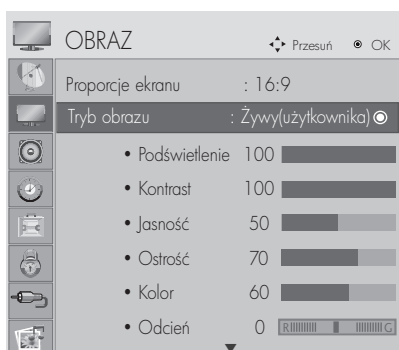 OBRAZ Przesuń OK
Proporcje ekranu : 16:9
Tryb obrazu : Żywy(użytkownika)
• Podświetlenie 100
• Kontrast 100
• Jasność 50
• Ostrość 70
• Kolor 60
• Odcień 0 R G